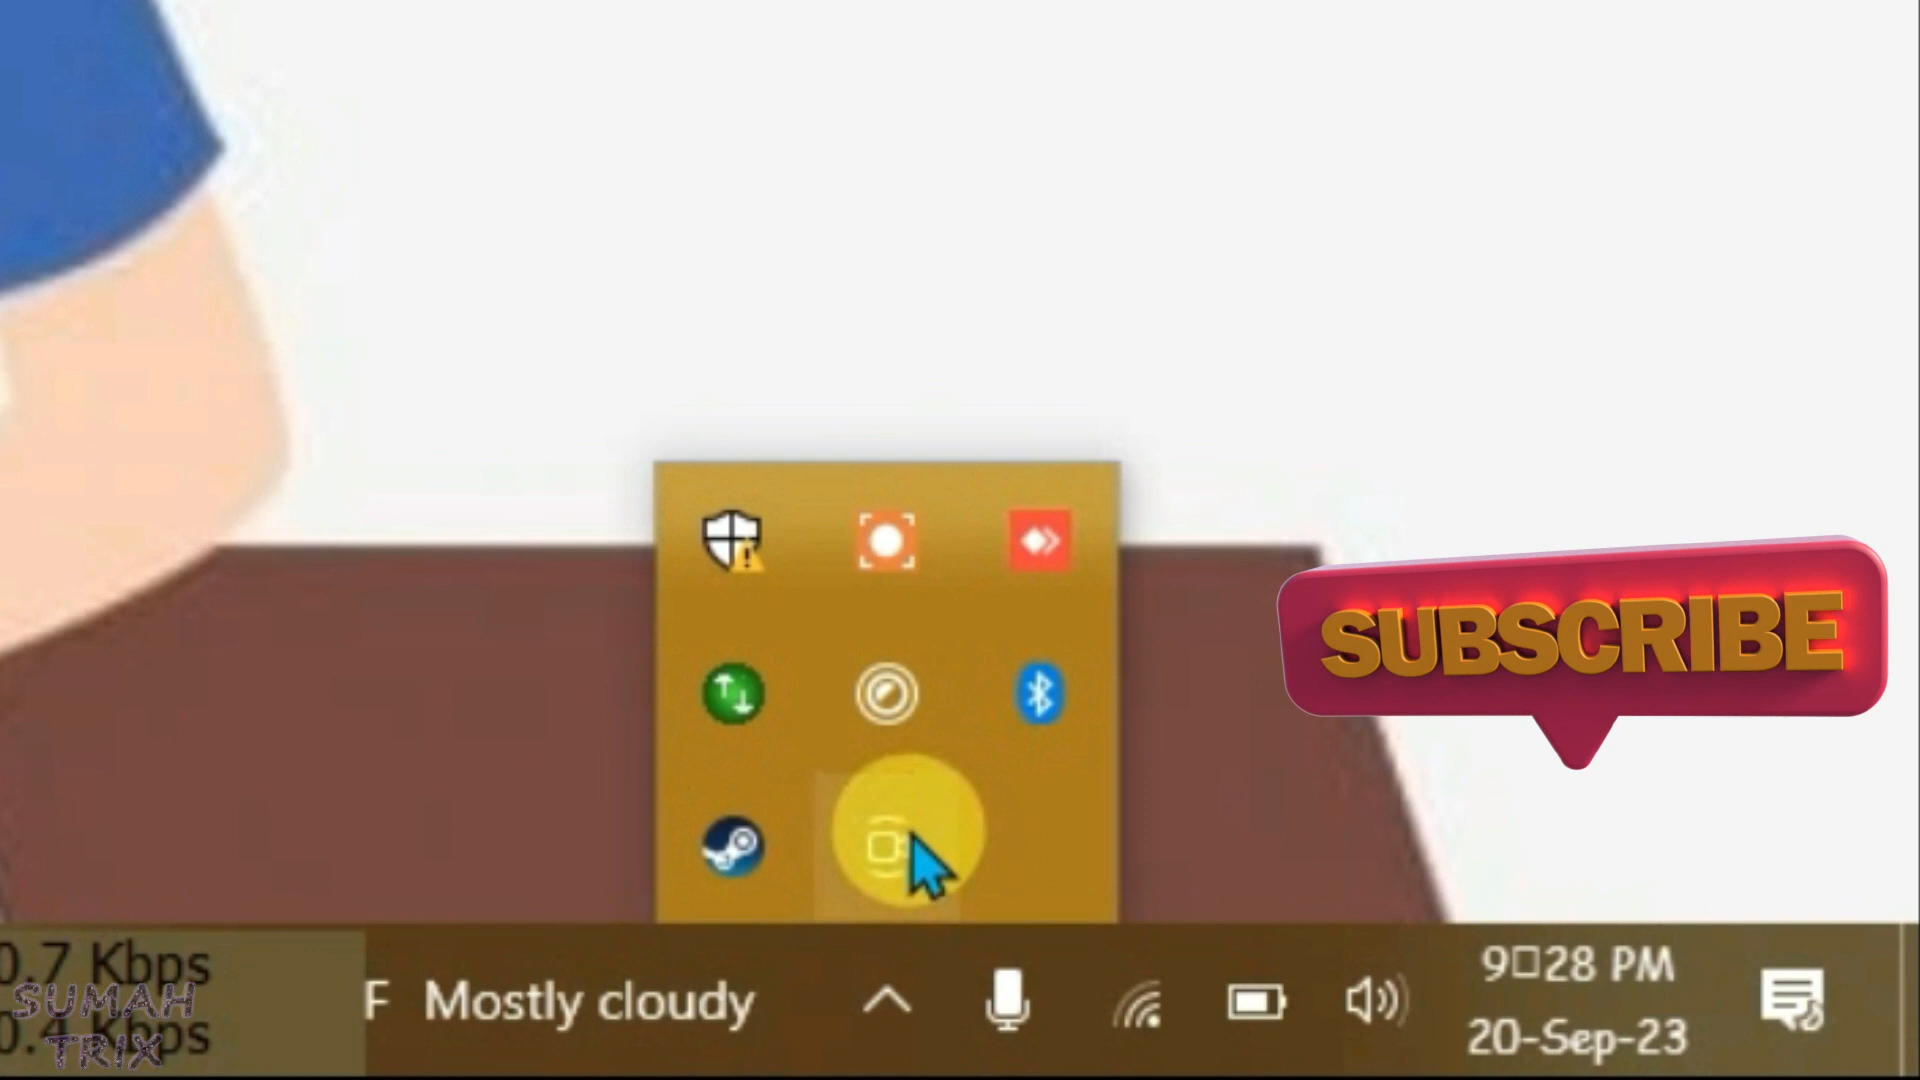 SUBSCRIBE
0.7 Kbps
0.4 Kbps
SUMAH
TRIX
F Mostly cloudy
9□28 PM
20-Sep-23